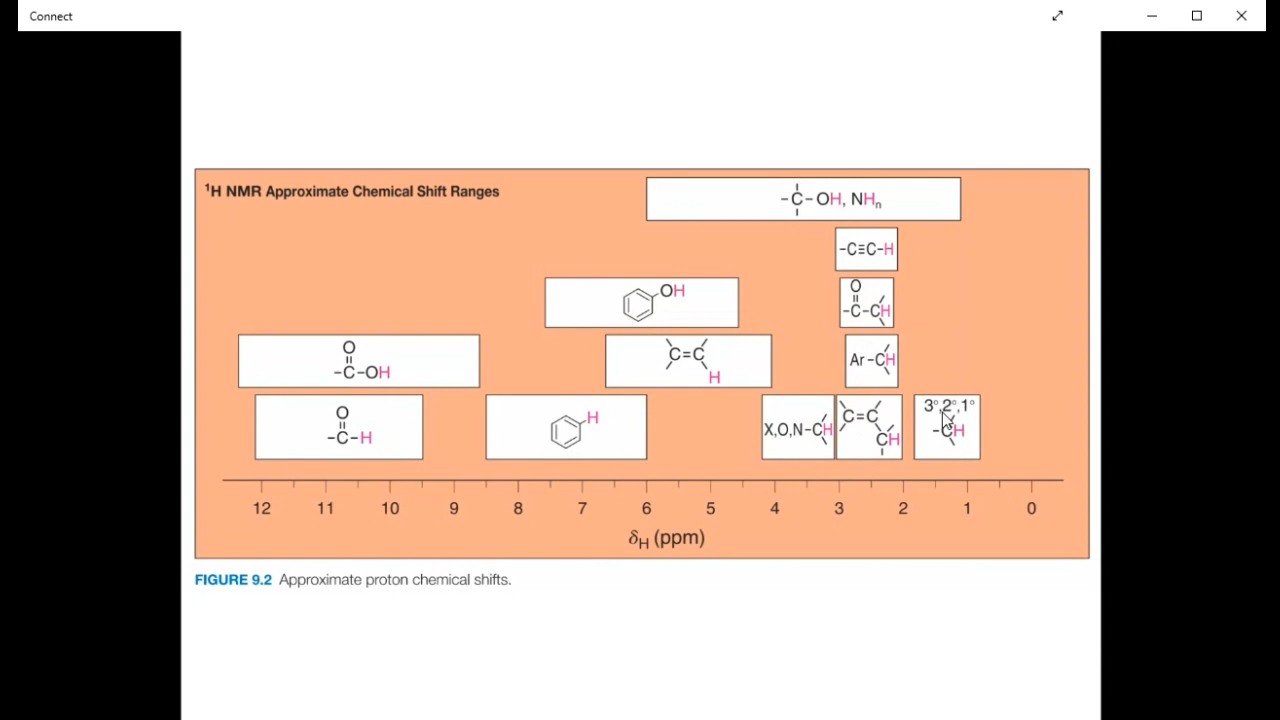 Connect
¹H NMR Approximate Chemical Shift Ranges
-C-OH, NHₙ
-C≡C-H
OH
O
-C-CH
O
-C-OH
C=C
H
Ar-CH
O
-C-H
H
X,O,N-CH
C=C
CH
3°,2°,1°
-CH
12 11 10 9 8 7 6 5 4 3 2 1 0
δH (ppm)
FIGURE 9.2 Approximate proton chemical shifts.